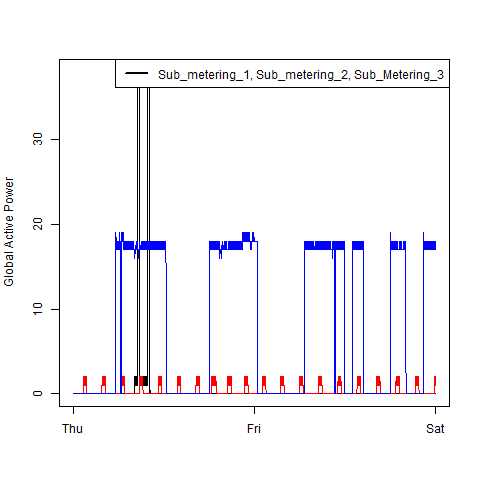 Sub_metering_1, Sub_metering_2, Sub_Metering_3
Global Active Power
30
20
10
0
Thu
Fri
Sat